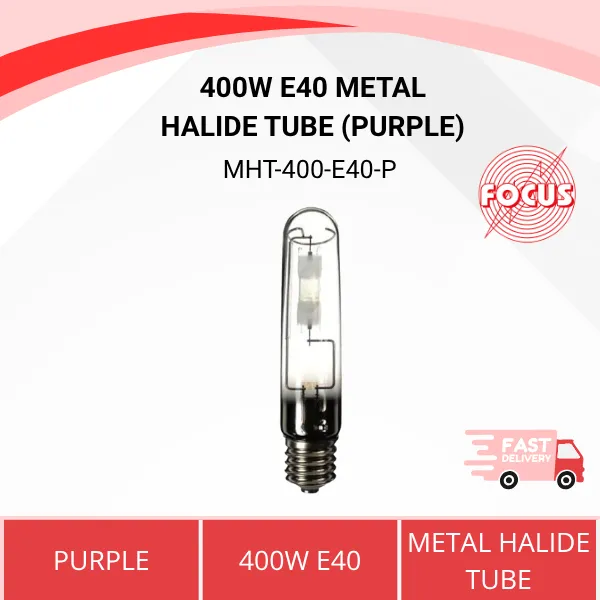 400W E40 METAL
HALIDE TUBE (PURPLE)
MHT-400-E40-P
FOCUS
FAST
DELIVERY
PURPLE
400W E40
METAL HALIDE
TUBE